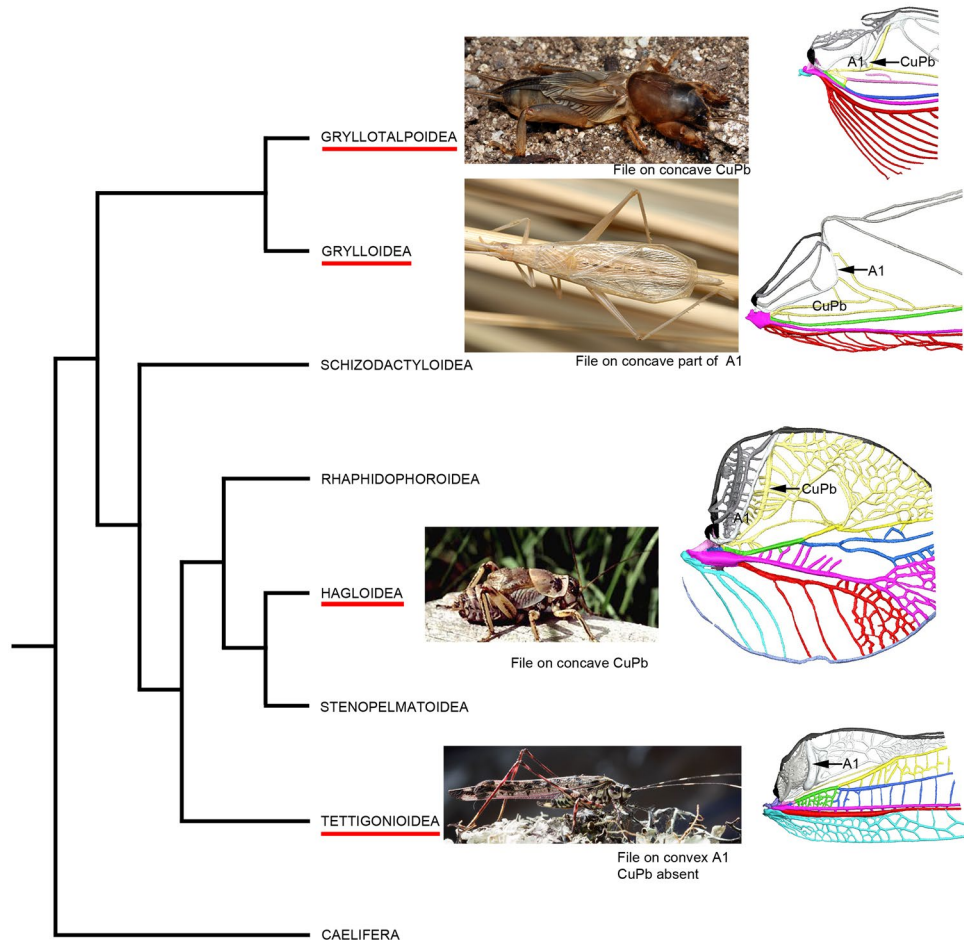 A1
CuPb
GRYLLOTALPOIDEA
File on concave CuPb
GRYLLOIDEA
A1
CuPb
File on concave part of A1
SCHIZODACTYLOIDEA
RHAPHIDOPHOROIDEA
CuPb
A1
HAGLOIDEA
File on concave CuPb
STENOPELMATOIDEA
A1
TETTIGONIOIDEA
File on convex A1
CuPb absent
CAELIFERA